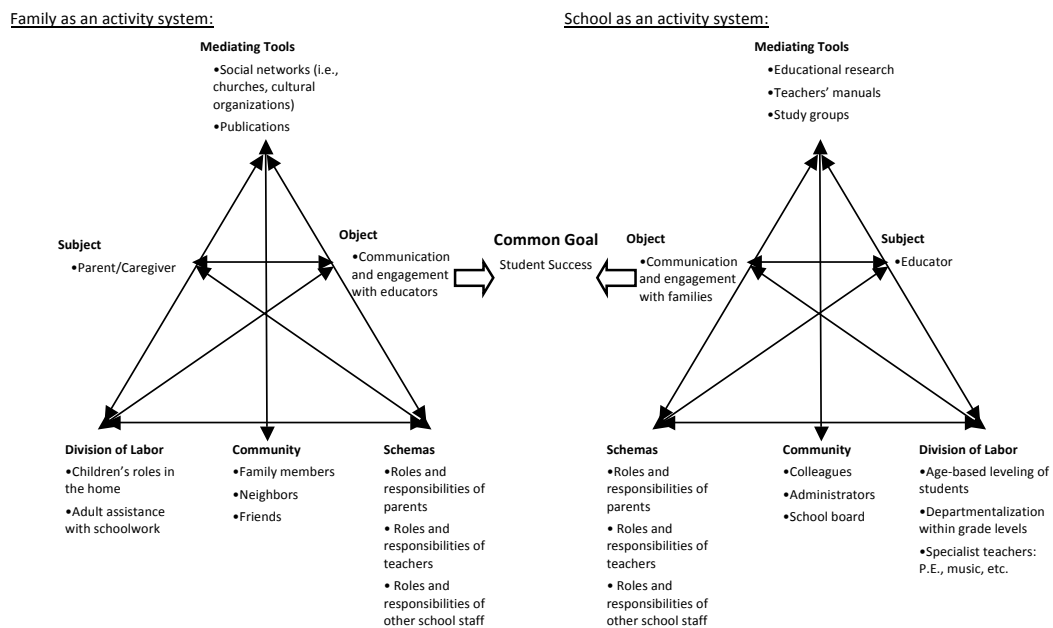 Family as an activity system:
Mediating Tools
•Social networks (i.e.,
churches, cultural
organizations)
•Publications
Subject
•Parent/Caregiver
Object
•Communication
and engagement
with educators
Division of Labor
•Children’s roles in
the home
•Adult assistance
with schoolwork
Community
•Family members
•Neighbors
•Friends
Schemas
•Roles and
responsibilities of
parents
• Roles and
responsibilities of
teachers
• Roles and
responsibilities of
other school staff
Common Goal
Student Success
School as an activity system:
Mediating Tools
•Educational research
•Teachers’ manuals
•Study groups
Object
•Communication
and engagement
with families
Subject
•Educator
Schemas
•Roles and
responsibilities of
parents
• Roles and
responsibilities of
teachers
• Roles and
responsibilities of
other school staff
Community
•Colleagues
•Administrators
•School board
Division of Labor
•Age-based leveling of
students
•Departmentalization
within grade levels
•Specialist teachers:
P.E., music, etc.